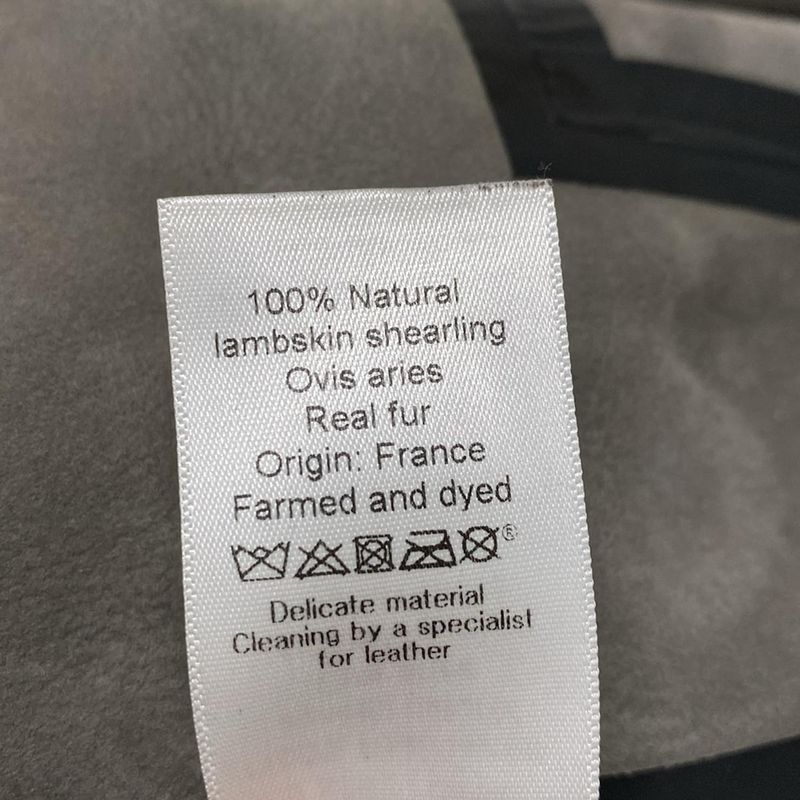 100% Natural
lambskin shearling
Ovis aries
Real fur
Origin: France
Farmed and dyed
®
Delicate material
Cleaning by a specialist
for leather